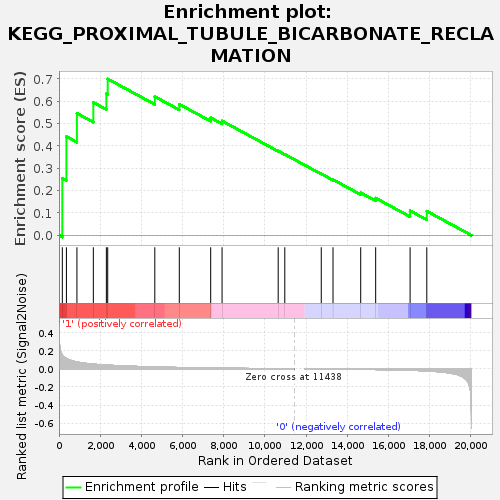 Enrichment plot:
KEGG_PROXIMAL_TUBULE_BICARBONATE_RECLA
MATION
Enrichment score (ES)
0.7
0.6
0.5
0.4
0.3
0.2
0.1
0.0
'1' (positively correlated)
Ranked list metric (Signal2Noise)
0.4
0.2
0.0
-0.2
-0.4
-0.6
Zero cross at 11438
'0' (negatively correlated)
0 2,000 4,000 6,000 8,000 10,000 12,000 14,000 16,000 18,000 20,000
Rank in Ordered Dataset
Enrichment profile Hits Ranking metric scores